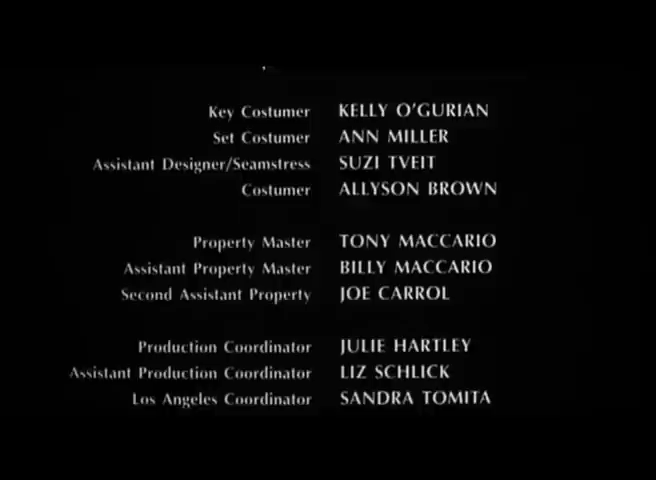 Key Costumer KELLY O'GURIAN
Set Costumer ANN MILLER
Assistant Designer/Seamstress SUZI TVEIT
Costumer ALLYSON BROWN
Property Master TONY MACCARIO
Assistant Property Master BILLY MACCARIO
Second Assistant Property JOE CARROL
Production Coordinator JULIE HARTLEY
Assistant Production Coordinator LIZ SCHLICK
Los Angeles Coordinator SANDRA TOMITA